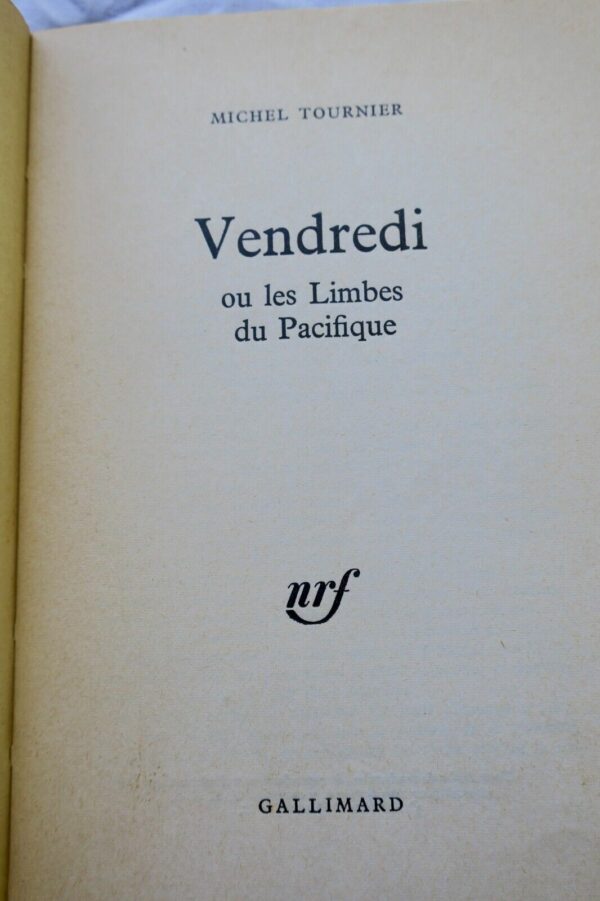 MICHEL TOURNIER
Vendredi
ou les Limbes
du Pacifique
nrf
GALLIMARD